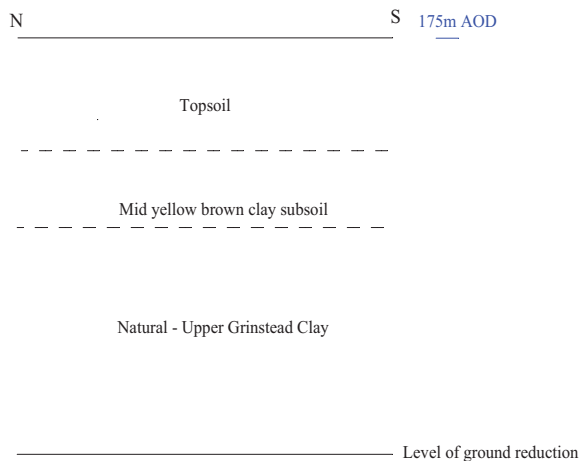 N
S
175m AOD
Topsoil
Mid yellow brown clay subsoil
Natural - Upper Grinstead Clay
Level of ground reduction